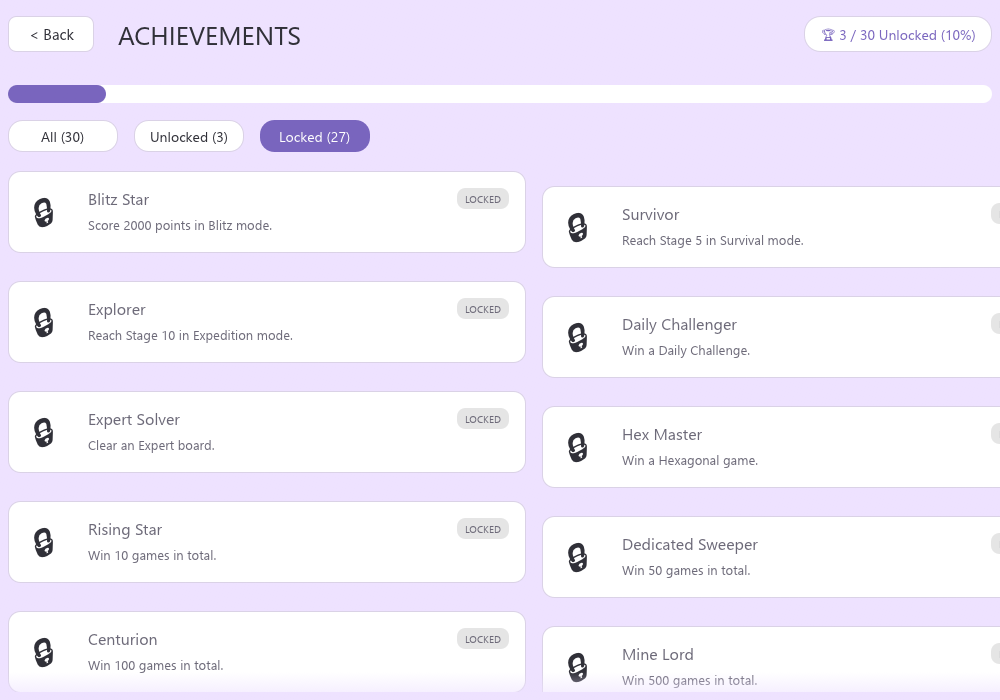 < Back
ACHIEVEMENTS
🏆 3 / 30 Unlocked (10%)
All (30)
Unlocked (3)
Locked (27)
Blitz Star
LOCKED
Score 2000 points in Blitz mode.
Survivor
Reach Stage 5 in Survival mode.
Explorer
LOCKED
Reach Stage 10 in Expedition mode.
Daily Challenger
Win a Daily Challenge.
Expert Solver
LOCKED
Clear an Expert board.
Hex Master
Win a Hexagonal game.
Rising Star
LOCKED
Win 10 games in total.
Dedicated Sweeper
Win 50 games in total.
Centurion
LOCKED
Win 100 games in total.
Mine Lord
Win 500 games in total.